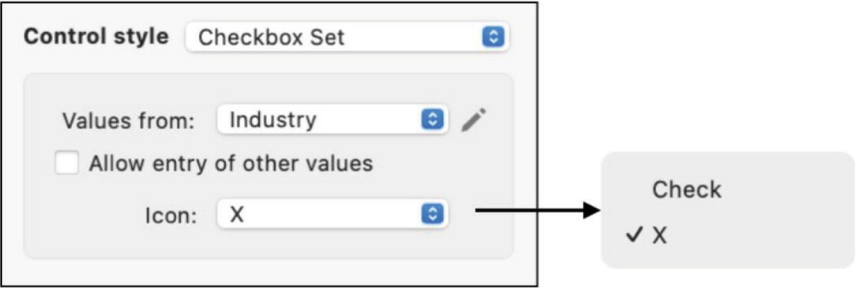 Control style Checkbox Set
Values from: Industry
Allow entry of other values
Icon: X
Check
✓ X